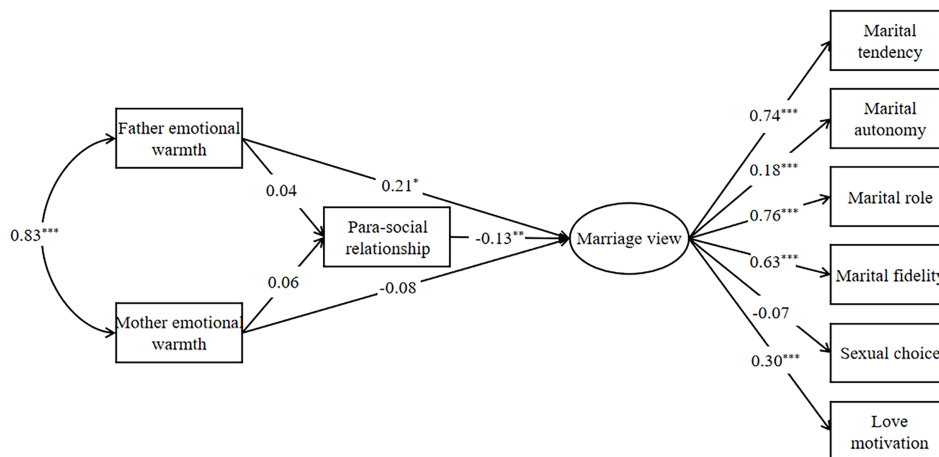 Marital
tendency
0.74***
Father emotional
warmth
Marital
autonomy
0.18***
0.21*
0.04
Marital role
0.76***
0.83***
Para-social
relationship
-0.13**
Marriage view
0.63***
Marital fidelity
0.06
-0.08
Mother emotional
warmth
-0.07
Sexual choice
0.30***
Love
motivation